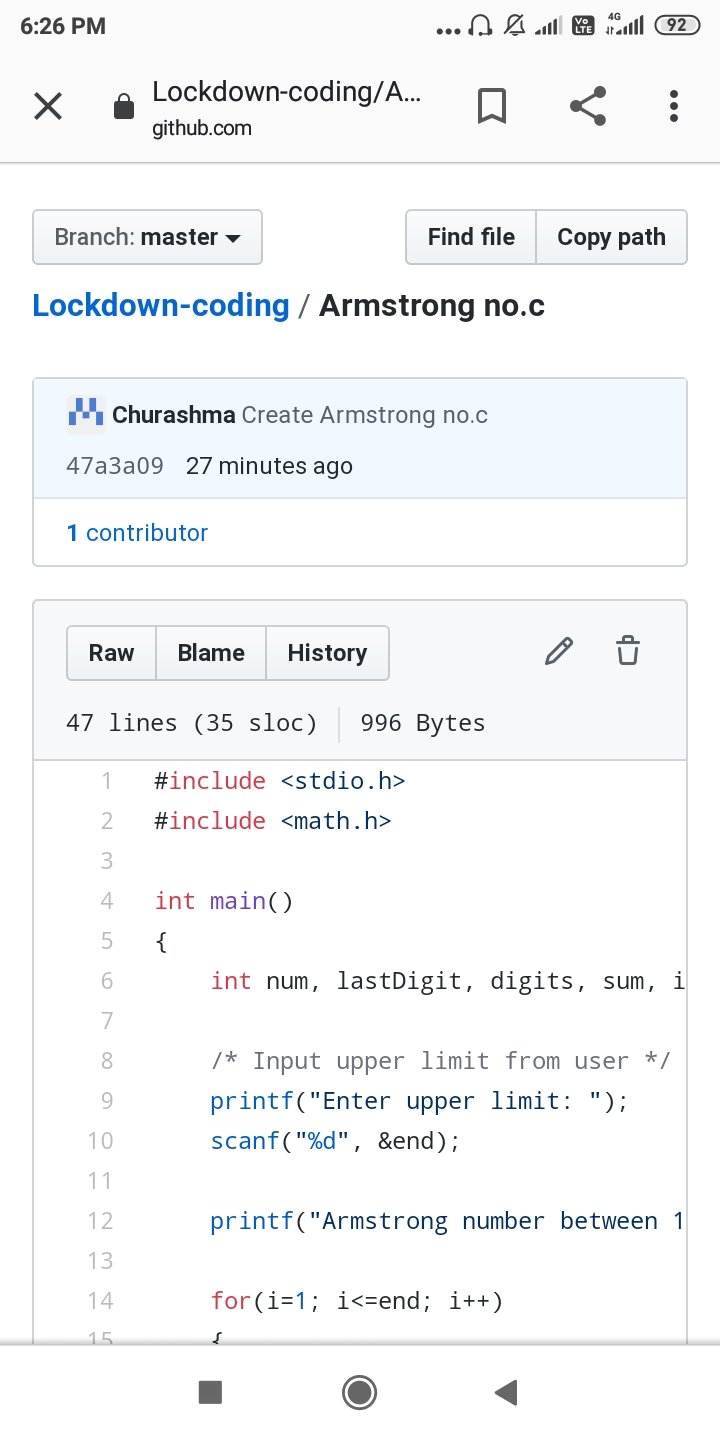 6:26 PM
Vo LTE 4G 92
Lockdown-coding/A...
github.com
Branch: master
Find file Copy path
Lockdown-coding / Armstrong no.c
Churashma Create Armstrong no.c
47a3a09 27 minutes ago
1 contributor
Raw Blame History
47 lines (35 sloc) 996 Bytes
1 #include <stdio.h>
2 #include <math.h>
3
4 int main()
5 {
6 int num, lastDigit, digits, sum, i
7
8 /* Input upper limit from user */
9 printf("Enter upper limit: ");
10 scanf("%d", &end);
11
12 printf("Armstrong number between 1
13
14 for(i=1; i<=end; i++)
15 {